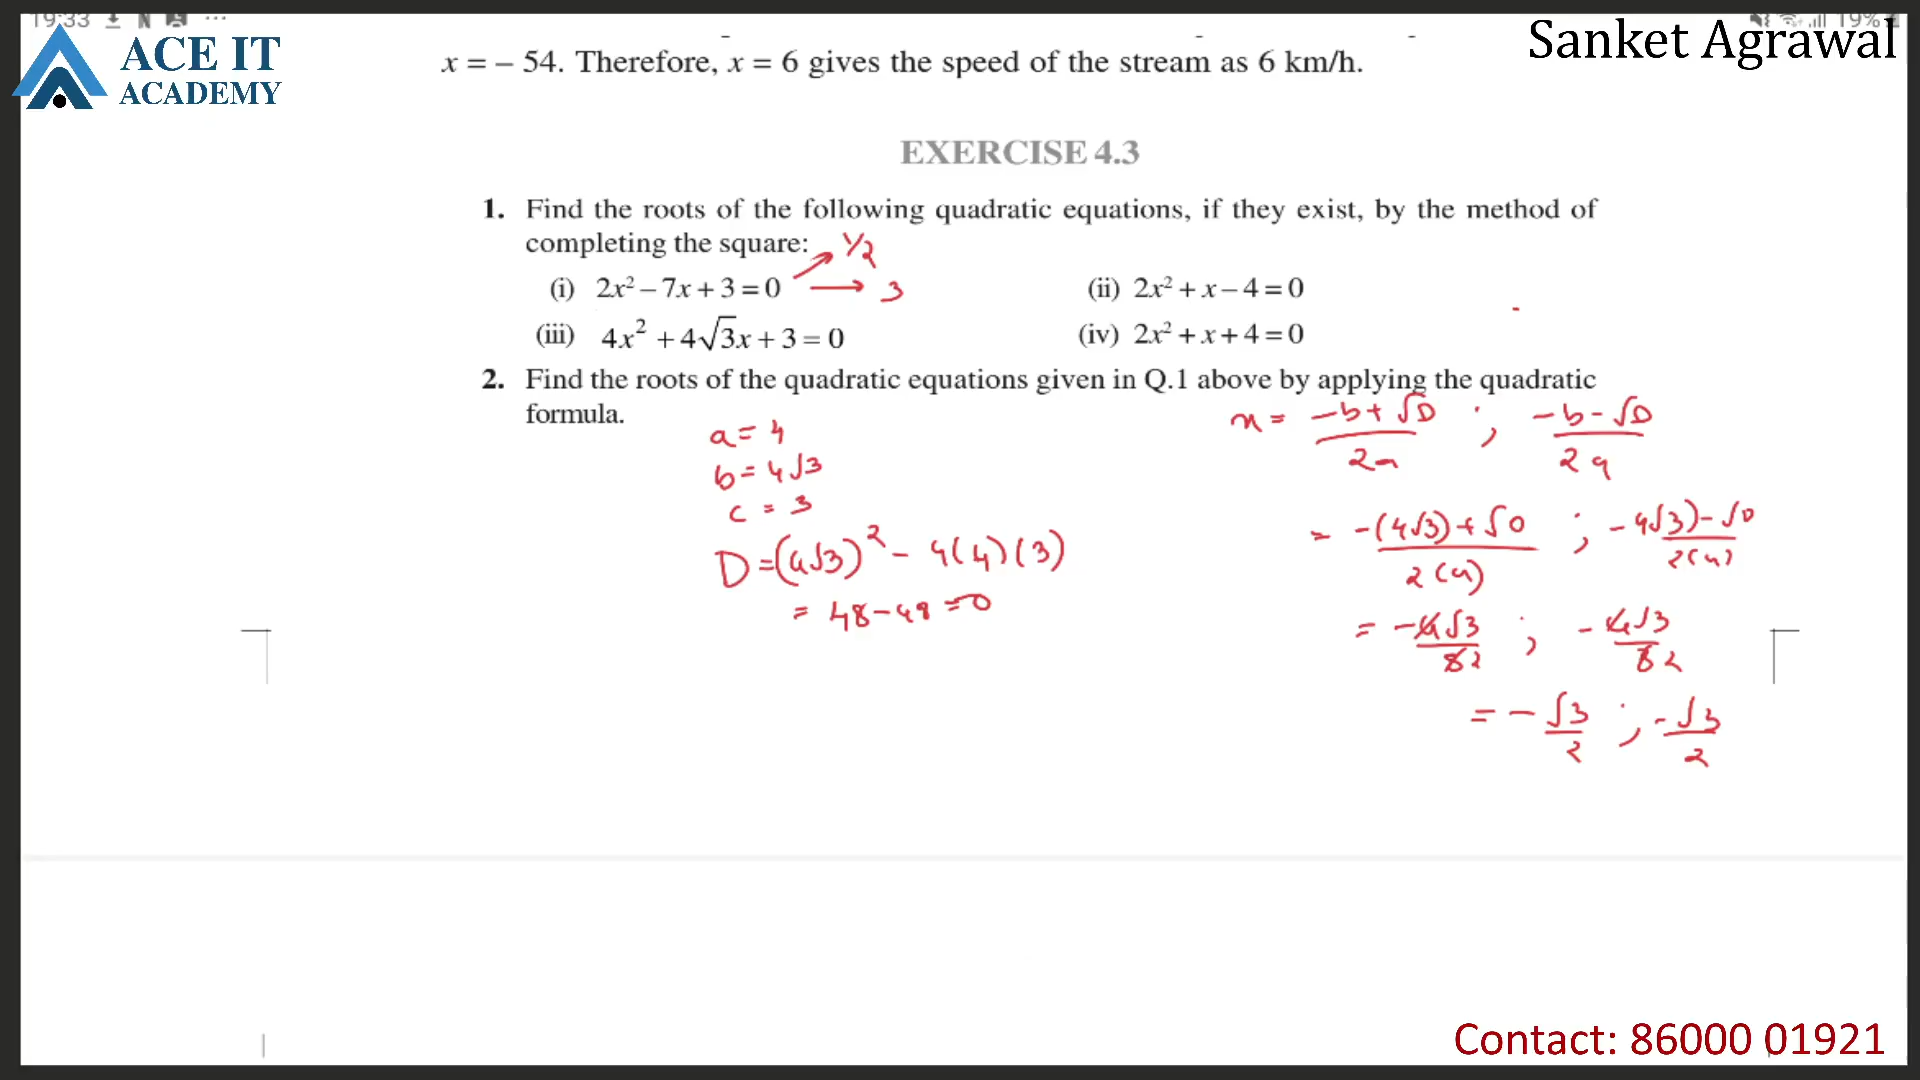 19:33 19%
ACE IT
ACADEMY
Sanket Agrawal
x = – 54. Therefore, x = 6 gives the speed of the stream as 6 km/h.
EXERCISE 4.3
1. Find the roots of the following quadratic equations, if they exist, by the method of
completing the square:
1/2
(i) 2x² – 7x + 3 = 0 → 3
(ii) 2x² + x – 4 = 0
(iii) 4x² + 4√3x + 3 = 0
(iv) 2x² + x + 4 = 0
2. Find the roots of the quadratic equations given in Q.1 above by applying the quadratic
formula.
a = 4
b = 4√3
c = 3
D = (4√3)² - 4(4)(3)
= 48 - 48 = 0
x = -b+√D / 2a ; -b-√D / 2a
= -(4√3)+√0 / 2(4) ; -4√3)-√0 / 2(4)
= -4√3 / 82 ; -4√3 / 82
= -√3 / 2 ; -√3 / 2
Contact: 86000 01921